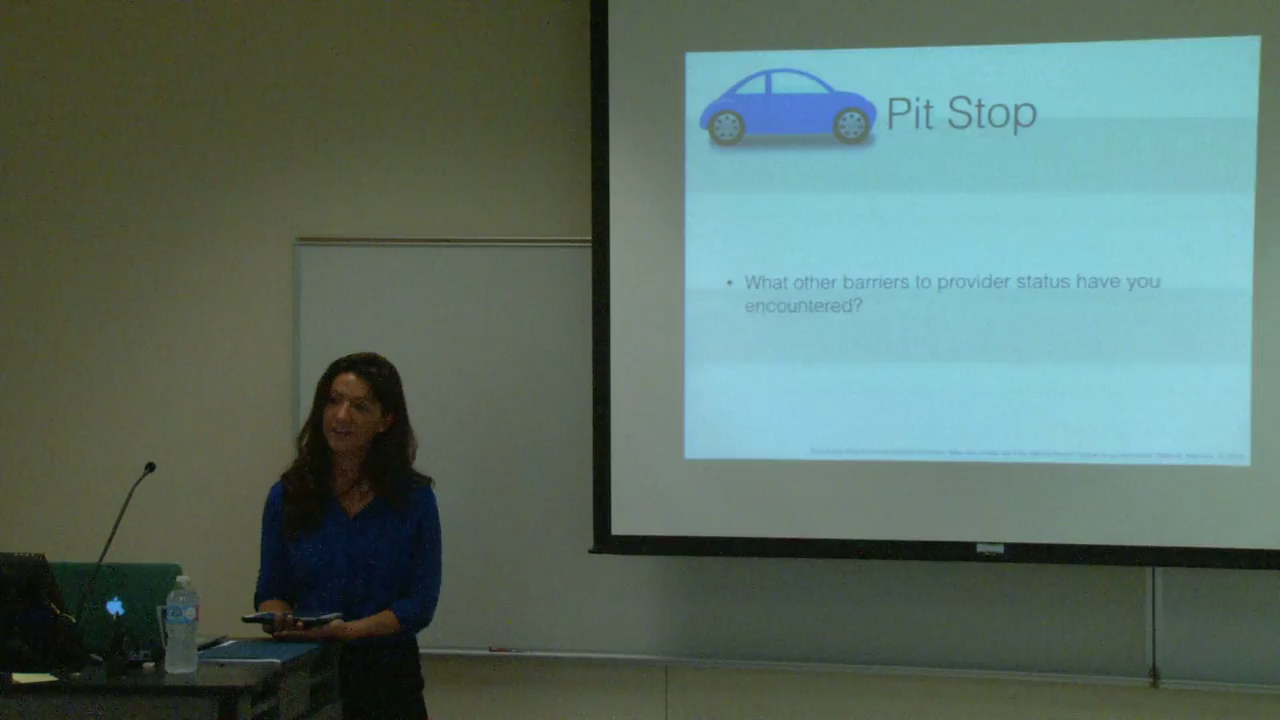 Pit Stop
• What other barriers to provider status have you
encountered?